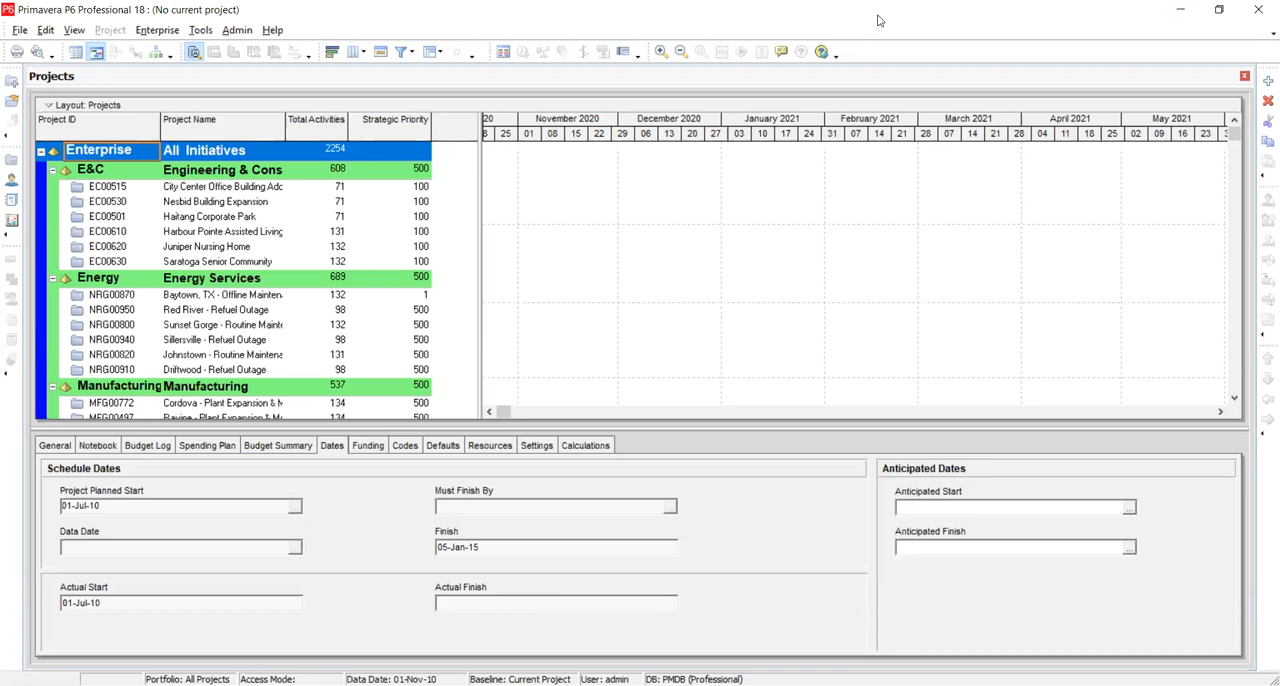 P6 Primavera P6 Professional 18 : (No current project)
File Edit View Project Enterprise Tools Admin Help
Projects
Layout: Projects
Project ID Project Name Total Activities Strategic Priority
20 November 2020 December 2020 January 2021 February 2021 March 2021 April 2021 May 2021
8 25 01 08 15 22 29 06 13 20 27 03 10 17 24 31 07 14 21 28 07 14 21 28 04 11 18 25 02 09 16 23 3
Enterprise All Initiatives 2254
E&C Engineering & Cons 608 500
EC00515 City Center Office Building Adc 71 100
EC00530 Nesbid Building Expansion 71 100
EC00501 Haitang Corporate Park 71 100
EC00610 Harbour Pointe Assisted Living 131 100
EC00620 Juniper Nursing Home 132 100
EC00630 Saratoga Senior Community 132 100
Energy Energy Services 689 500
NRG00870 Baytown, TX - Offline Mainten 132 1
NRG00950 Red River - Refuel Outage 98 500
NRG00800 Sunset Gorge - Routine Mainte 132 500
NRG00940 Sillersville - Refuel Outage 98 500
NRG00820 Johnstown - Routine Maintena 131 500
NRG00910 Driftwood - Refuel Outage 98 500
Manufacturing Manufacturing 537 500
MFG00772 Cordova - Plant Expansion & M 134 500
MFG00497 Ravine - Plant Expansion & M 134 500
General Notebook Budget Log Spending Plan Budget Summary Dates Funding Codes Defaults Resources Settings Calculations
Schedule Dates Anticipated Dates
Project Planned Start Must Finish By Anticipated Start
01-Jul-10
Data Date Finish Anticipated Finish
05-Jan-15
Actual Start Actual Finish
01-Jul-10
Portfolio: All Projects Access Mode: Data Date: 01-Nov-10 Baseline: Current Project User: admin DB: PMDB (Professional)